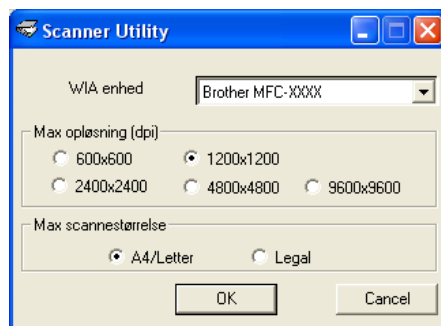 Scanner Utility
WIA enhed Brother MFC-XXXX
Max opløsning (dpi)
600x600 1200x1200
2400x2400 4800x4800 9600x9600
Max scannestørrelse
A4/Letter Legal
OK Cancel